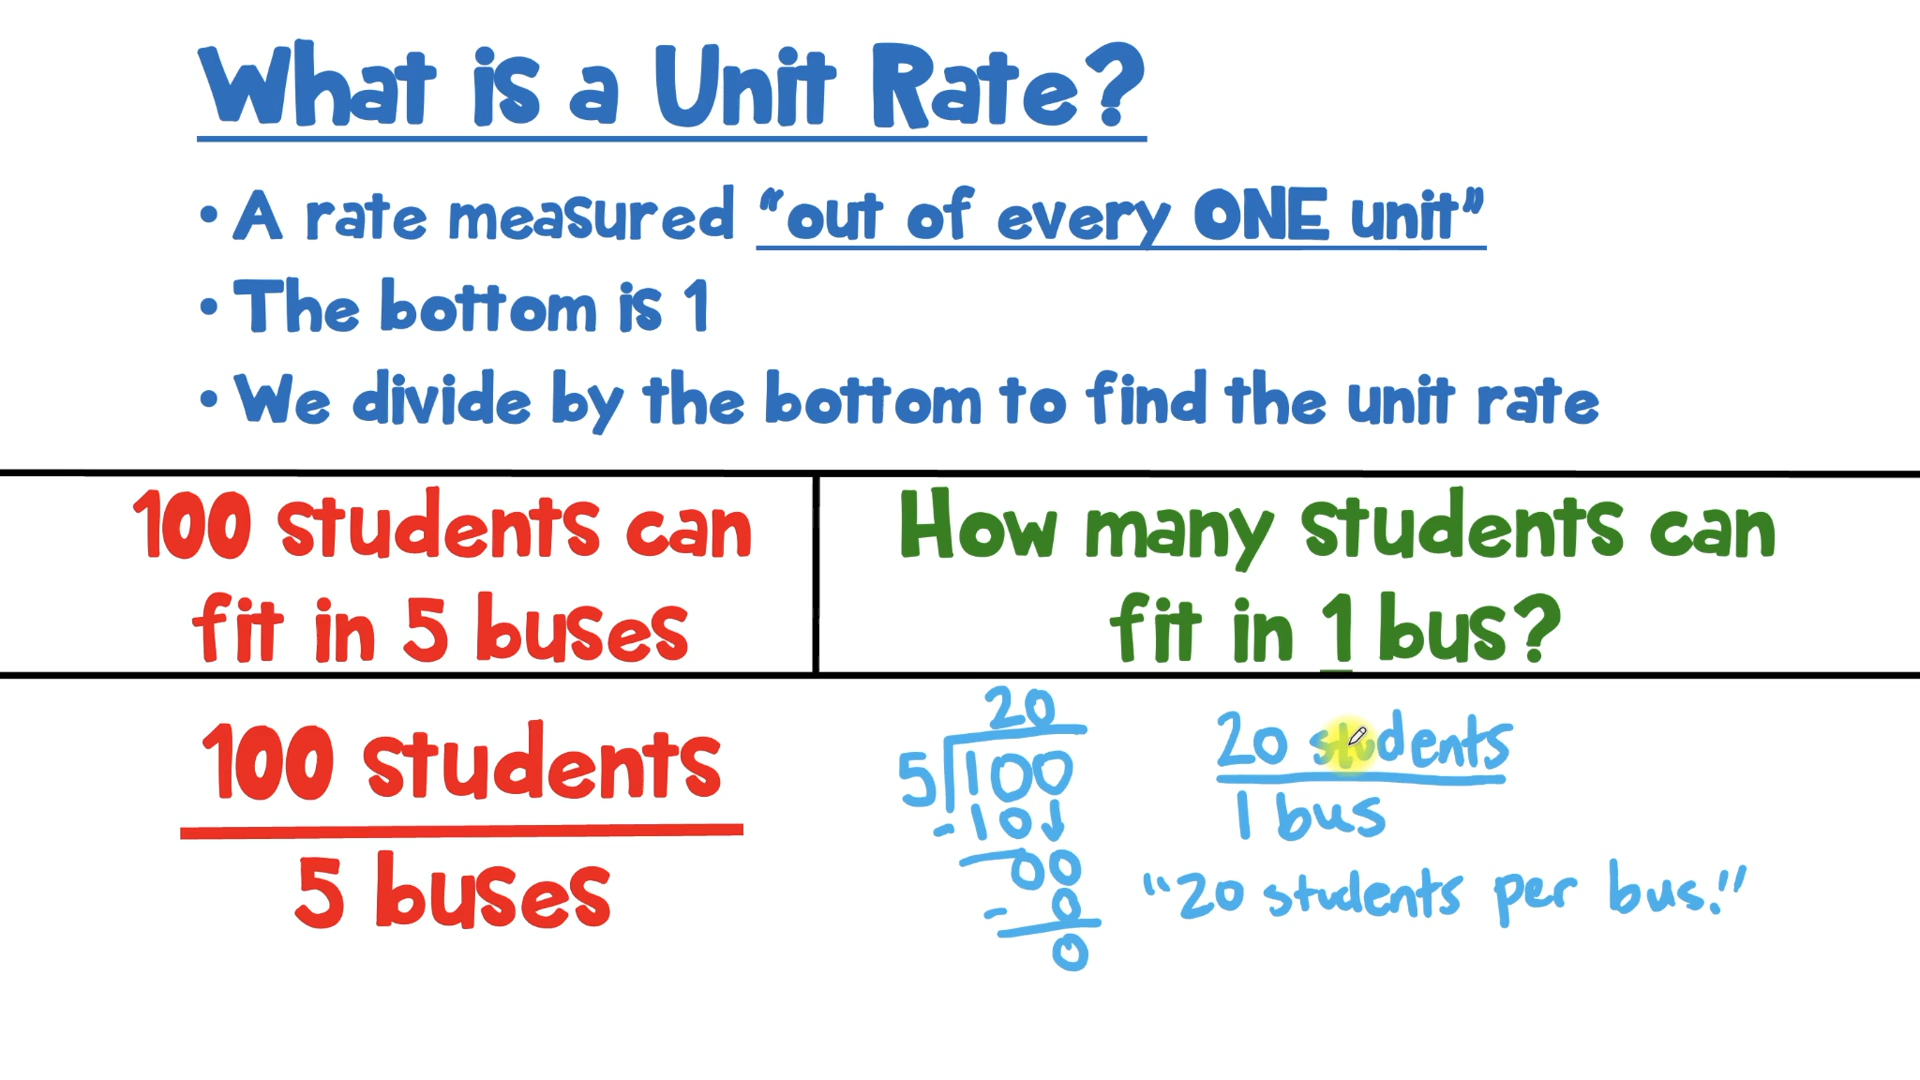 What is a Unit Rate?
• A rate measured “out of every ONE unit”
• The bottom is 1
• We divide by the bottom to find the unit rate
100 students can
fit in 5 buses
How many students can
fit in 1 bus?
100 students
5 buses
20
5 100
- 10
00
- 0
0
20 students
1 bus
“20 students per bus.”